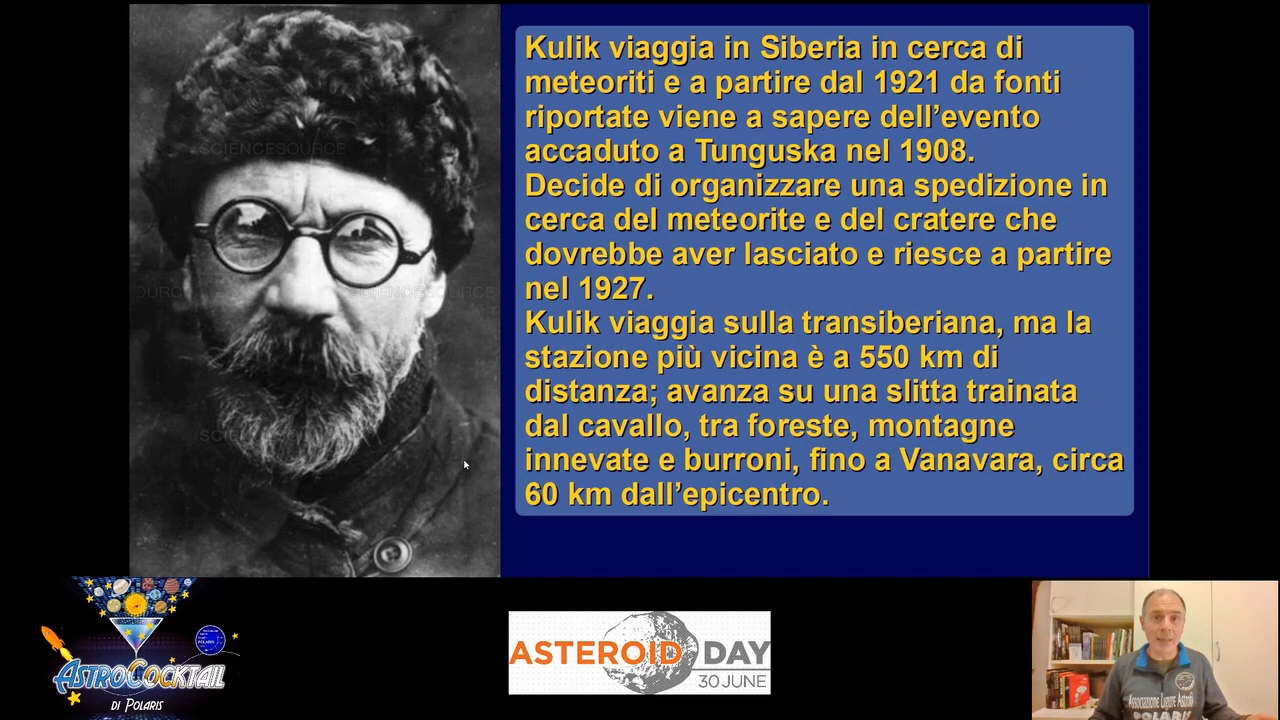 Kulik viaggia in Siberia in cerca di
meteoriti e a partire dal 1921 da fonti
riportate viene a sapere dell’evento
accaduto a Tunguska nel 1908.
Decide di organizzare una spedizione in
cerca del meteorite e del cratere che
dovrebbe aver lasciato e riesce a partire
nel 1927.
Kulik viaggia sulla transiberiana, ma la
stazione più vicina è a 550 km di
distanza; avanza su una slitta trainata
dal cavallo, tra foreste, montagne
innevate e burroni, fino a Vanavara, circa
60 km dall’epicentro.
SCIENCESOURCE
ASTROCOCKTAIL
DI POLARIS
ASTEROID DAY
30 JUNE
Associazione Ligure
POLARIS